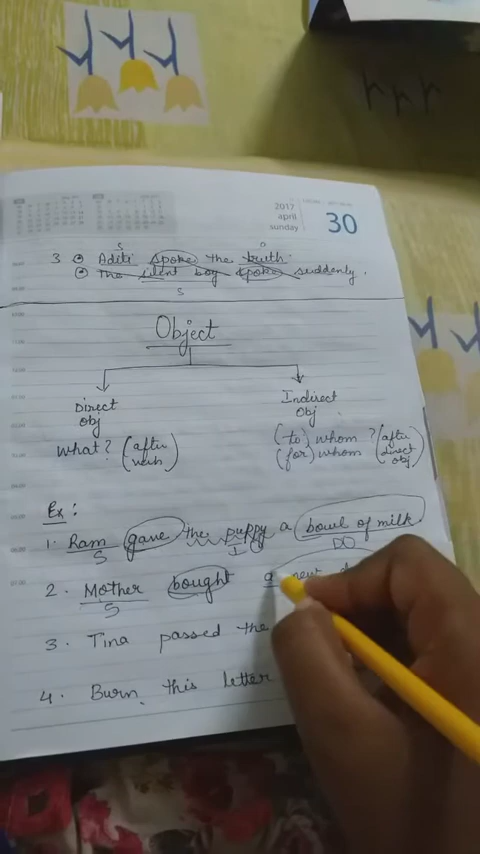 2017
april
sunday
30
S O
3 Aditi spoke the truth.
The silent boy spoke suddenly.
S
Object
Direct Obj
Indirect Obj
what? (after verb)
(to) whom ? (after direct obj)
(for) whom
Ex:
1. Ram gave the puppy a bowl of milk.
S I DO
2. Mother bought a new
S
3. Tina passed the
4. Burn this letter